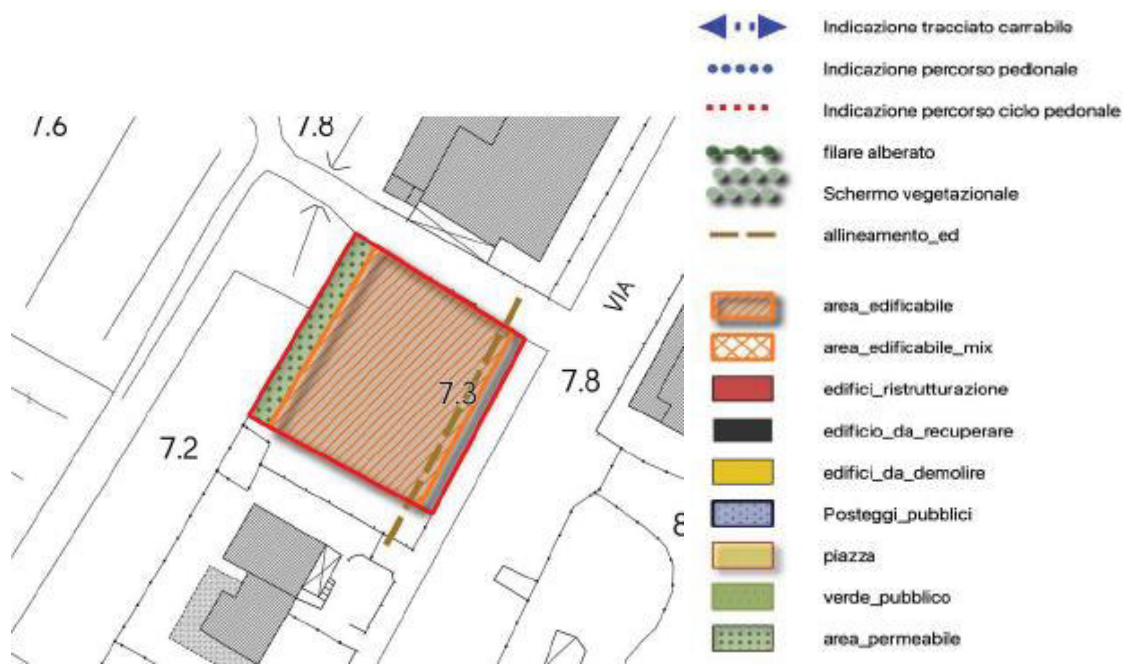 7.6
7.8
VIA
7.3
7.8
7.2
8
Indicazione tracciato carrabile
Indicazione percorso pedonale
Indicazione percorso ciclo pedonale
filare alberato
Schermo vegetazionale
allineamento_ed
area_edificabile
area_edificabile_mix
edifici_ristrutturazione
edificio_da_recuperare
edifici_da_demolire
Posteggi_pubblici
piazza
verde_pubblico
area_permeabile